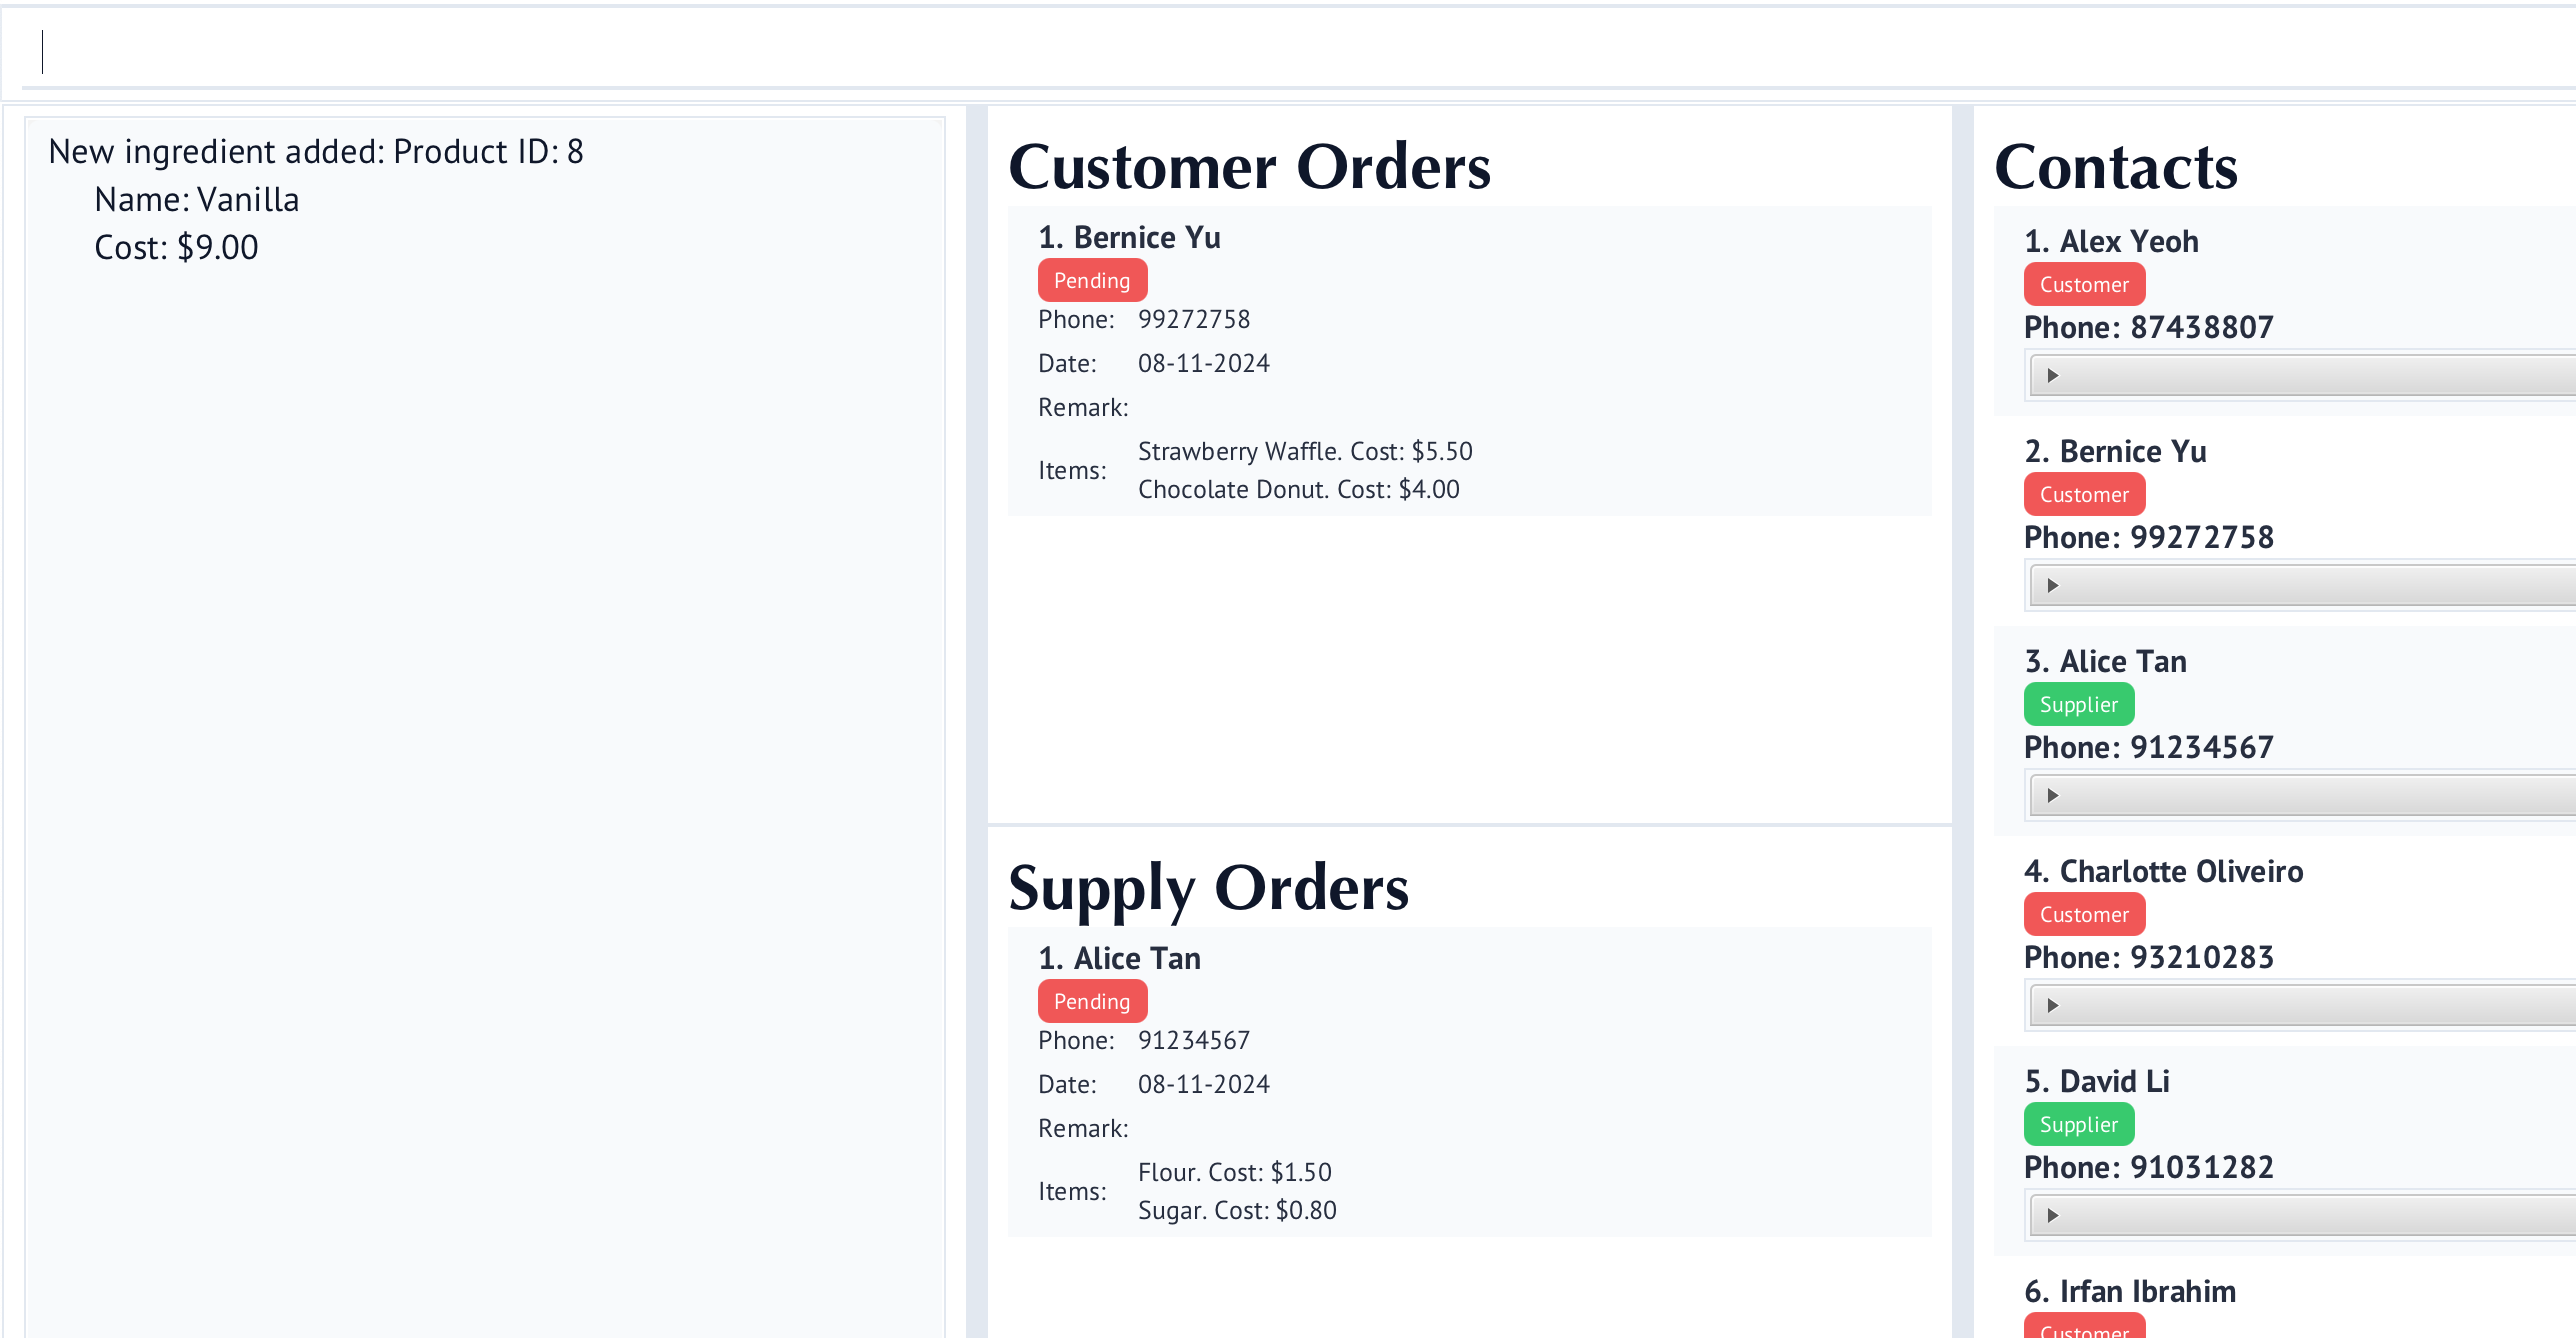 New ingredient added: Product ID: 8
Name: Vanilla
Cost: $9.00
Customer Orders
1. Bernice Yu
Pending
Phone: 99272758
Date: 08-11-2024
Remark:
Items:
Strawberry Waffle. Cost: $5.50
Chocolate Donut. Cost: $4.00
Supply Orders
1. Alice Tan
Pending
Phone: 91234567
Date: 08-11-2024
Remark:
Items:
Flour. Cost: $1.50
Sugar. Cost: $0.80
Contacts
1. Alex Yeoh
Customer
Phone: 87438807
2. Bernice Yu
Customer
Phone: 99272758
3. Alice Tan
Supplier
Phone: 91234567
4. Charlotte Oliveiro
Customer
Phone: 93210283
5. David Li
Supplier
Phone: 91031282
6. Irfan Ibrahim
Customer